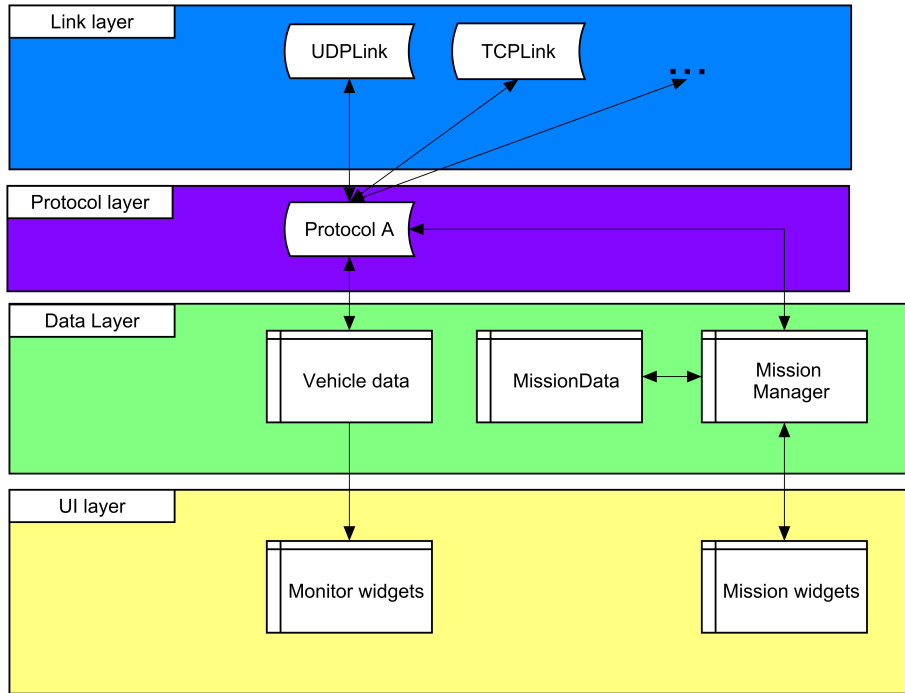 Link layer
UDPLink
TCPLink
...
Protocol layer
Protocol A
Data Layer
Vehicle data
MissionData
Mission
Manager
UI layer
Monitor widgets
Mission widgets